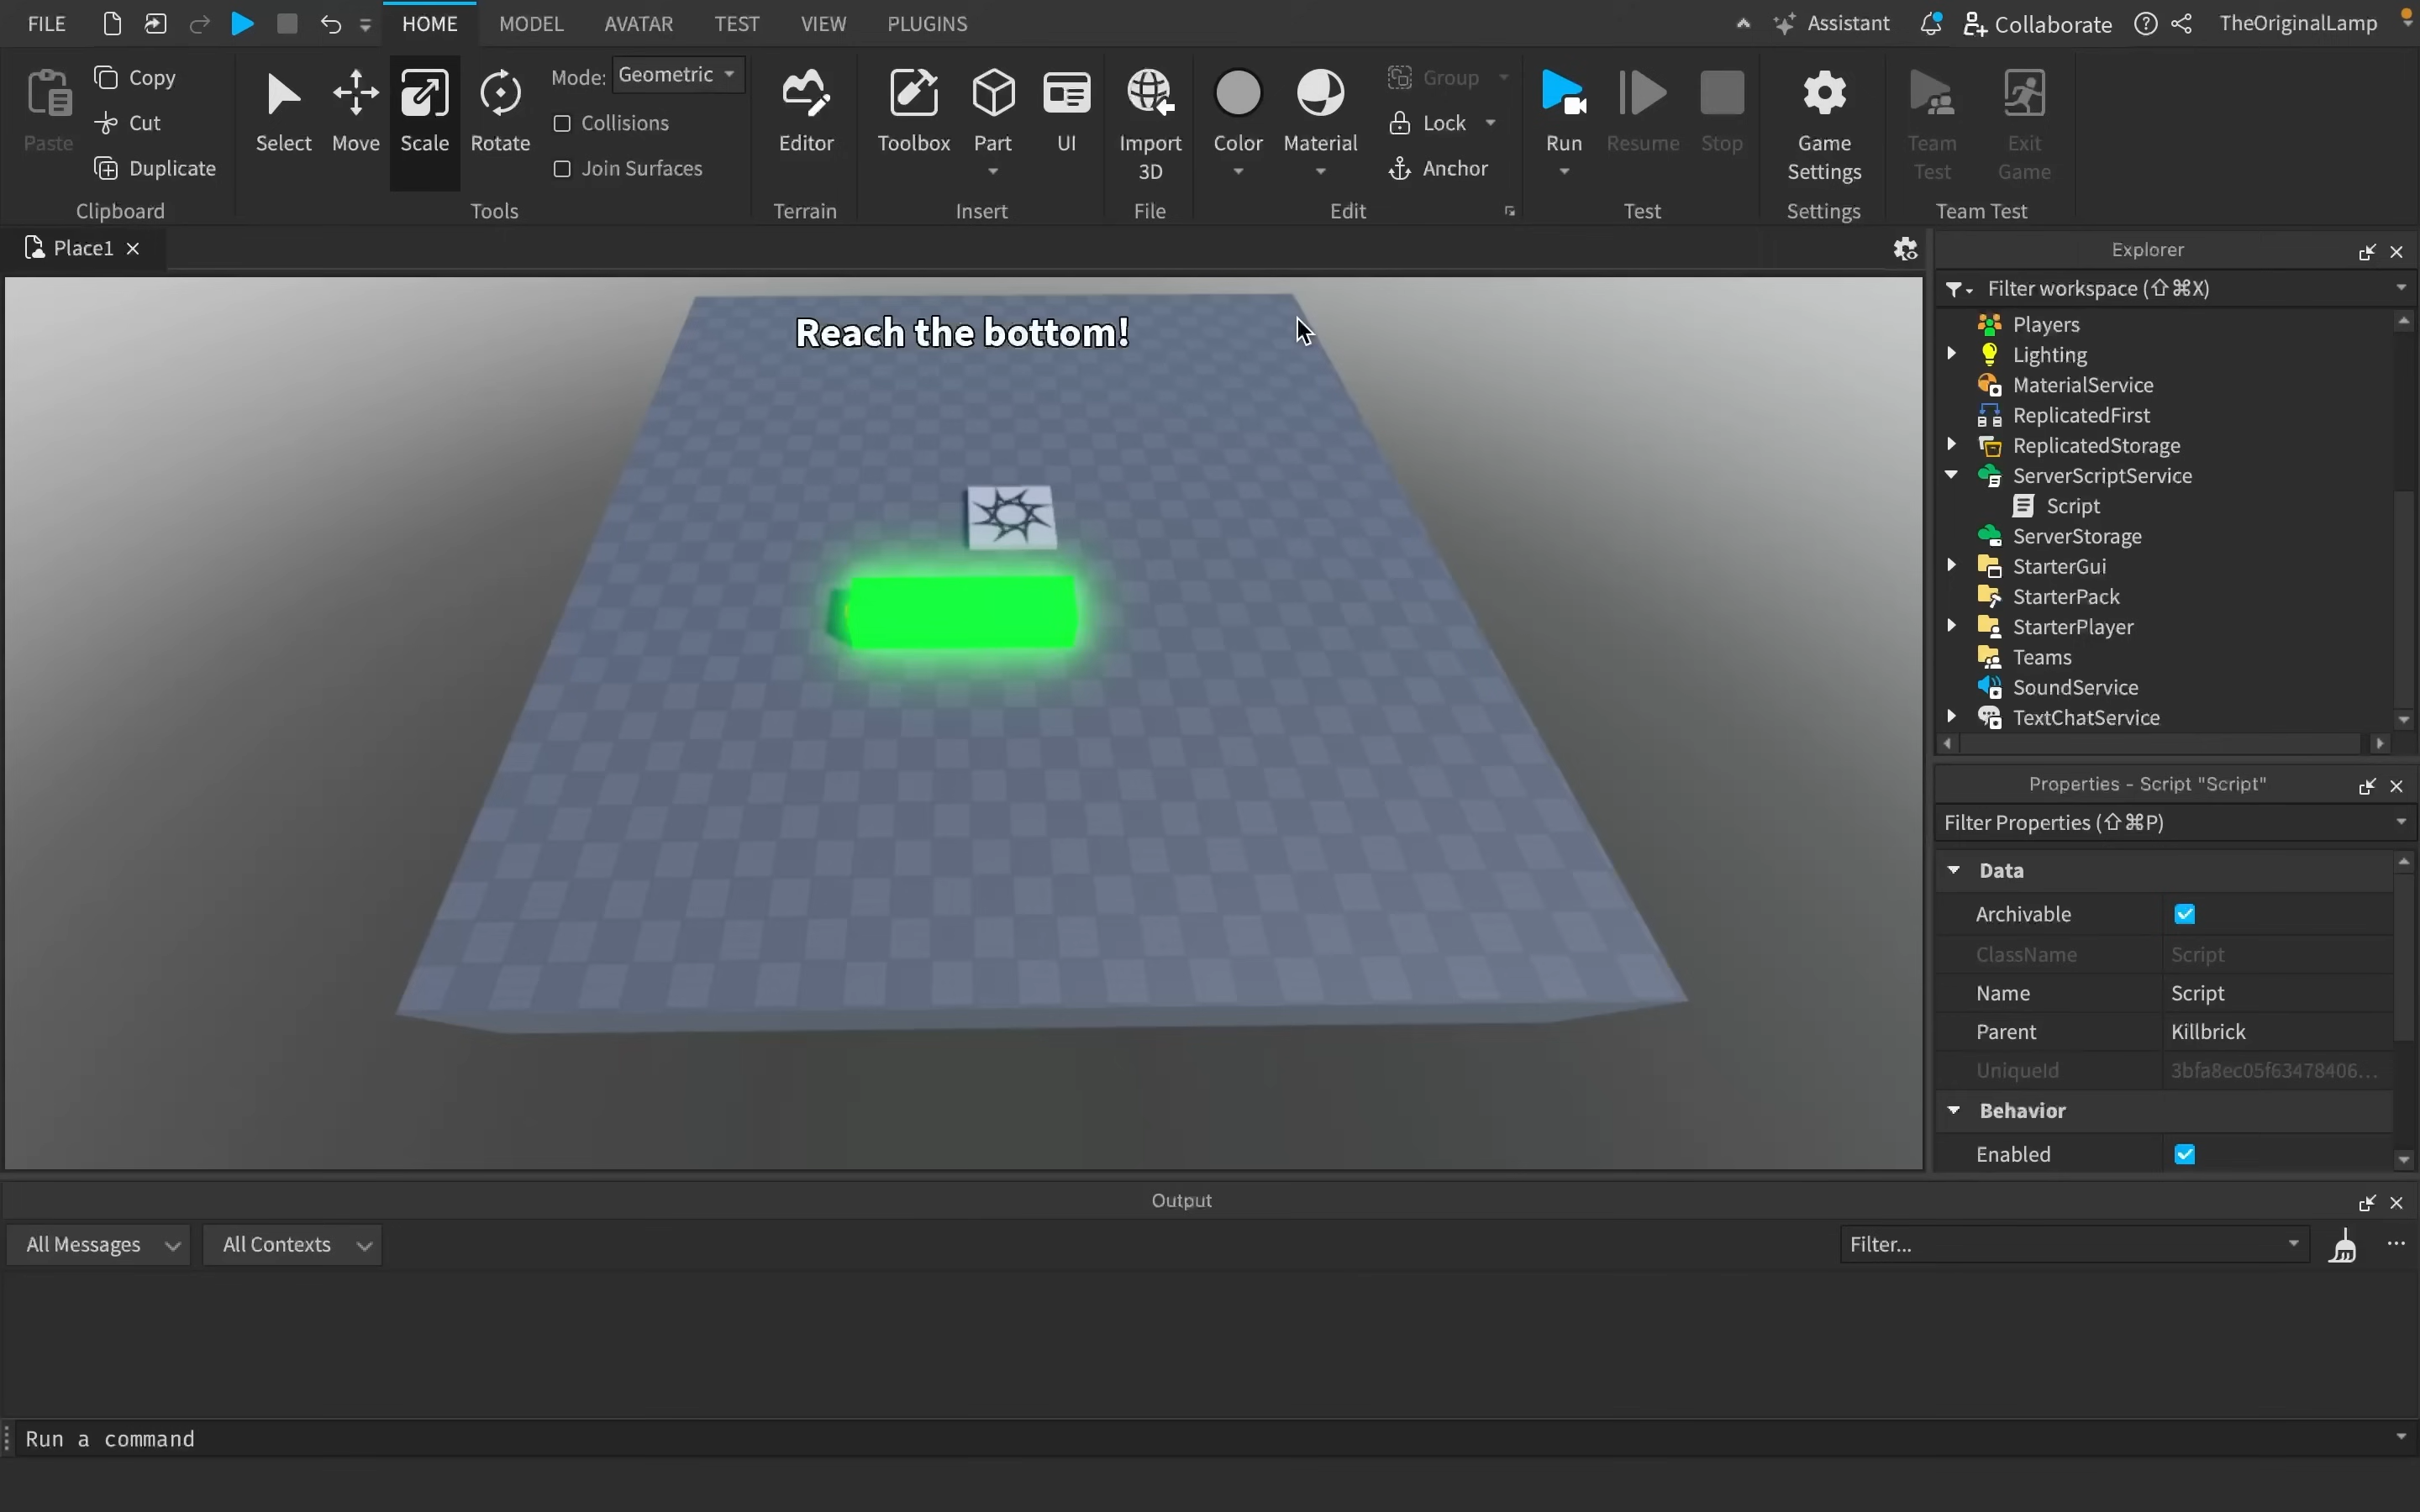 FILE HOME MODEL AVATAR TEST VIEW PLUGINS Assistant Collaborate TheOriginalLamp
Paste
Copy
Cut
Duplicate
Clipboard
Select
Move
Scale
Rotate
Mode: Geometric
Collisions
Join Surfaces
Tools
Editor
Terrain
Toolbox
Part
UI
Insert
Import
3D
File
Color
Material
Group
Lock
Anchor
Edit
Run
Resume
Stop
Test
Game
Settings
Settings
Team
Test
Exit
Game
Team Test
Place1
Reach the bottom!
Explorer
Filter workspace (⇧⌘X)
Players
Lighting
MaterialService
ReplicatedFirst
ReplicatedStorage
ServerScriptService
Script
ServerStorage
StarterGui
StarterPack
StarterPlayer
Teams
SoundService
TextChatService
Properties - Script "Script"
Filter Properties (⇧⌘P)
Data
Archivable
ClassName Script
Name Script
Parent Killbrick
UniqueId 3bfa8ec05f63478406...
Behavior
Enabled
Output
All Messages All Contexts Filter...
Run a command